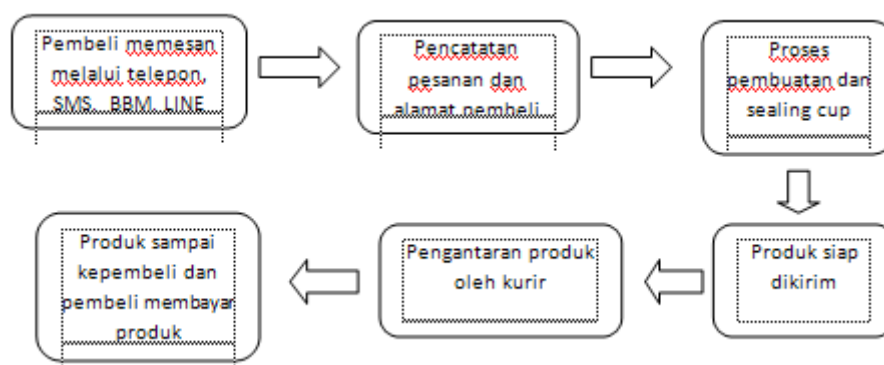 Pembeli memesan
melalui telepon,
SMS, BBM, LINE
Pencatatan
pesanan dan
alamat pembeli
Proses
pembuatan dan
sealing cup
Produk siap
dikirim
Pengantaran produk
oleh kurir
Produk sampai
kepembeli dan
pembeli membayar
produk